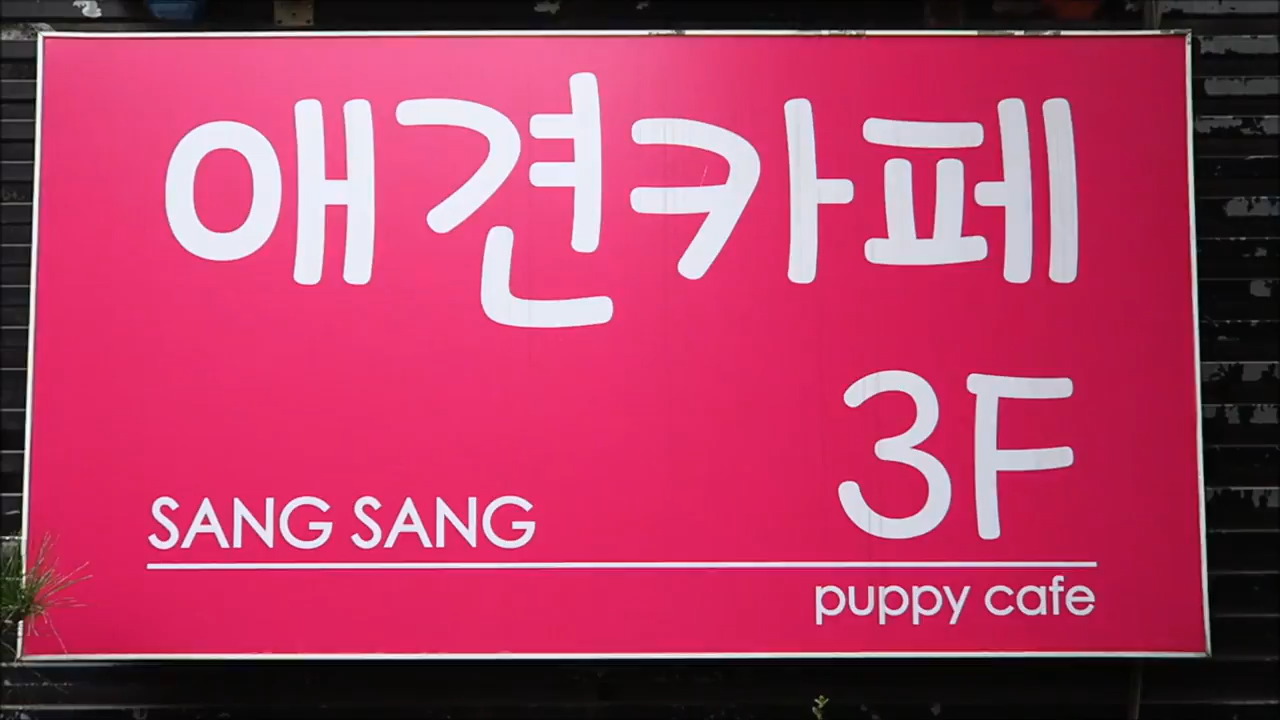 애견카페
3F
SANG SANG
puppy cafe